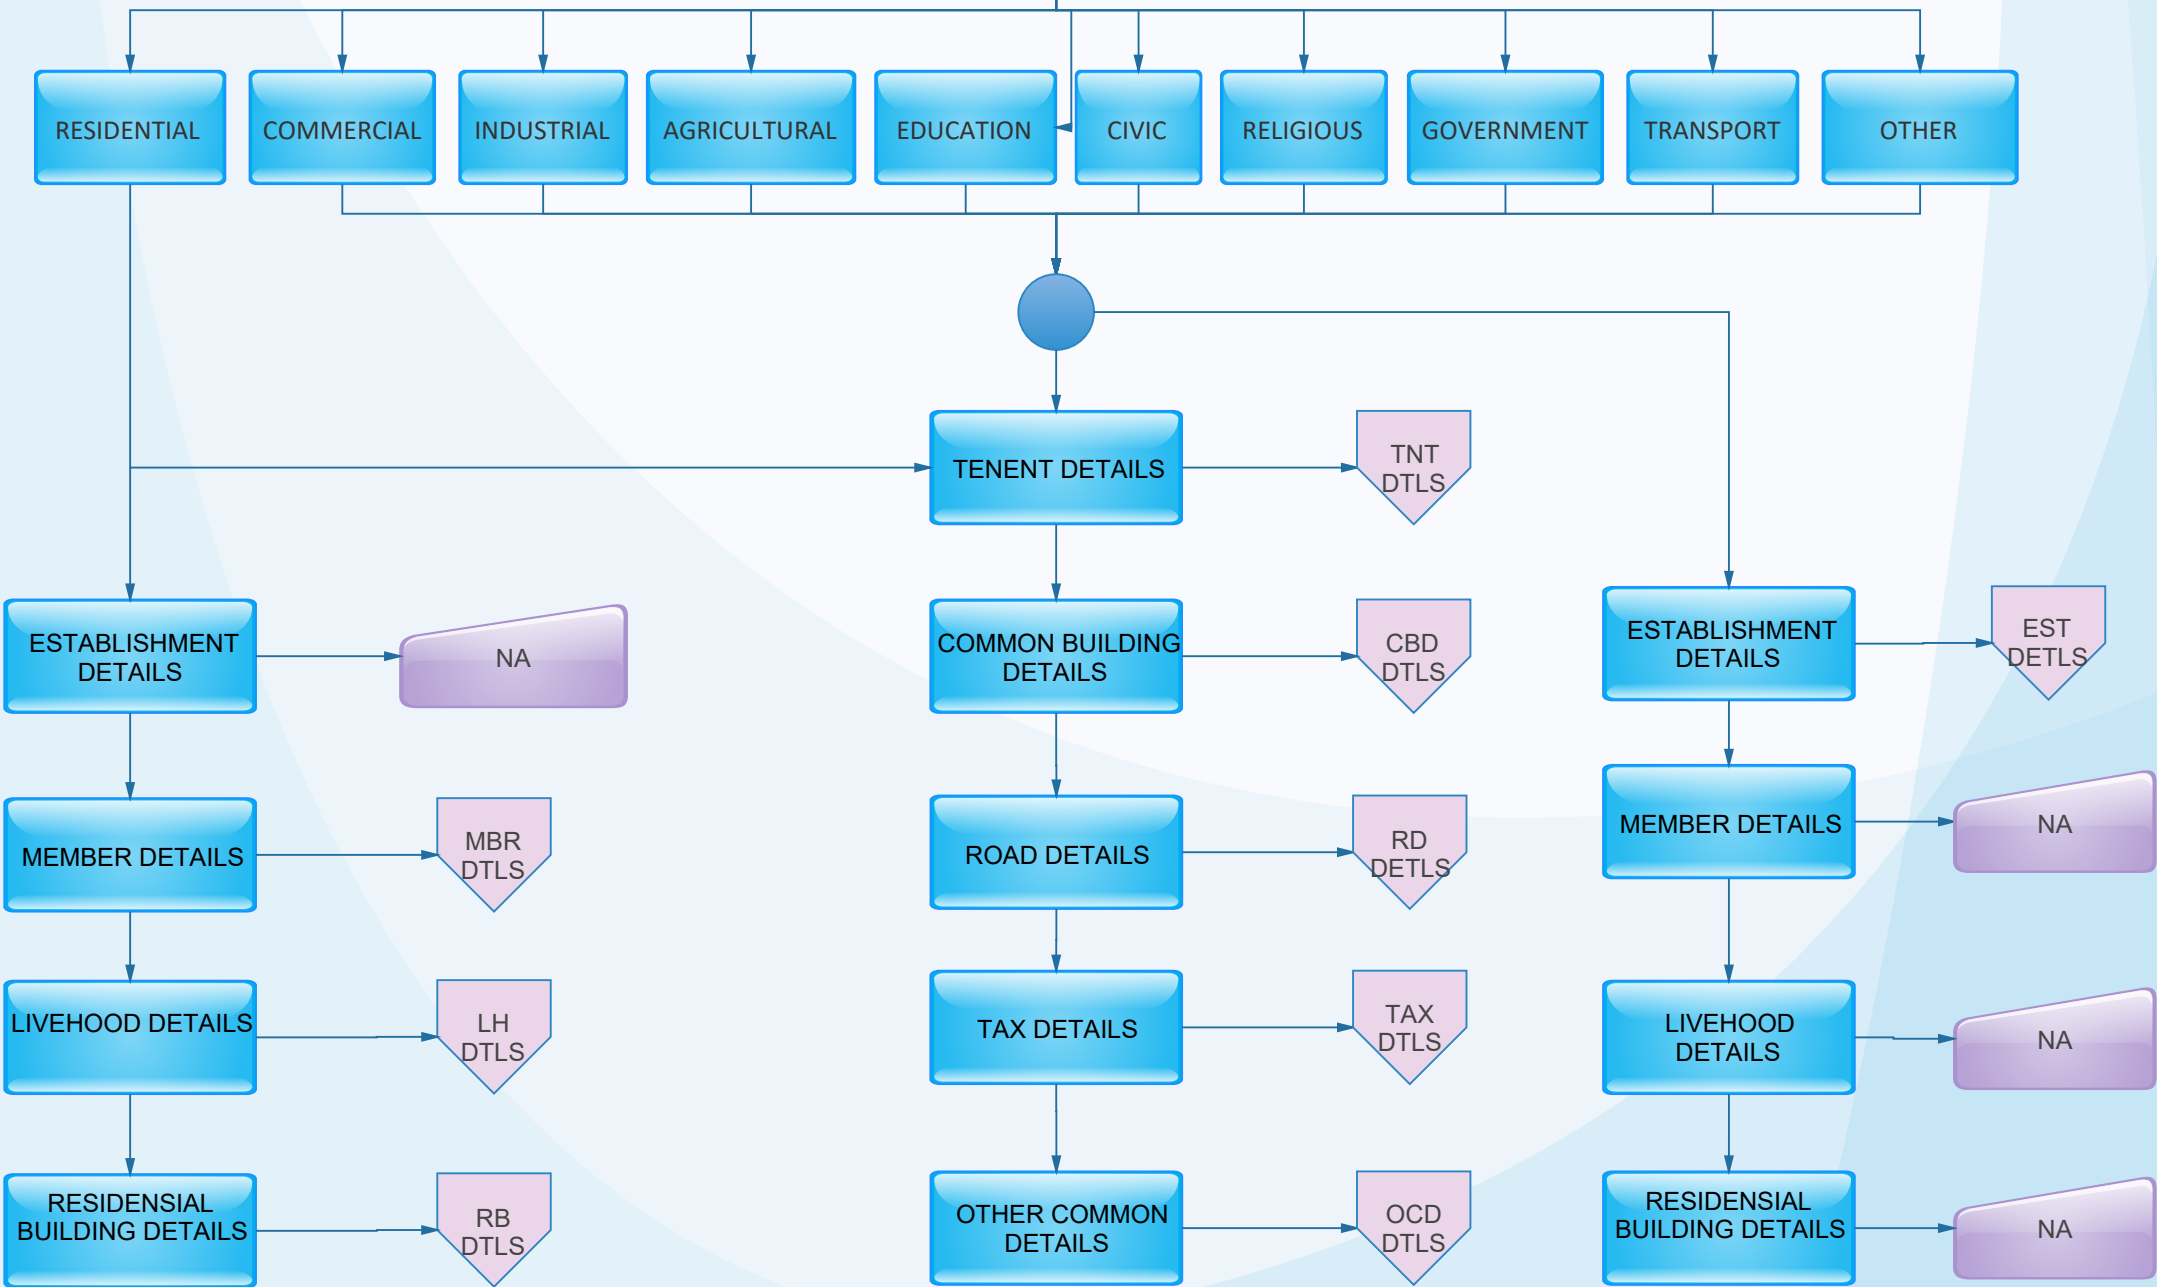 RESIDENTIAL
COMMERCIAL
INDUSTRIAL
AGRICULTURAL
EDUCATION
CIVIC
RELIGIOUS
GOVERNMENT
TRANSPORT
OTHER
TENENT DETAILS
TNT
DTLS
ESTABLISHMENT
DETAILS
NA
COMMON BUILDING
DETAILS
CBD
DTLS
ESTABLISHMENT
DETAILS
EST
DETLS
MEMBER DETAILS
MBR
DTLS
ROAD DETAILS
RD
DETLS
MEMBER DETAILS
NA
LIVEHOOD DETAILS
LH
DTLS
TAX DETAILS
TAX
DTLS
LIVEHOOD
DETAILS
NA
RESIDENSIAL
BUILDING DETAILS
RB
DTLS
OTHER COMMON
DETAILS
OCD
DTLS
RESIDENSIAL
BUILDING DETAILS
NA